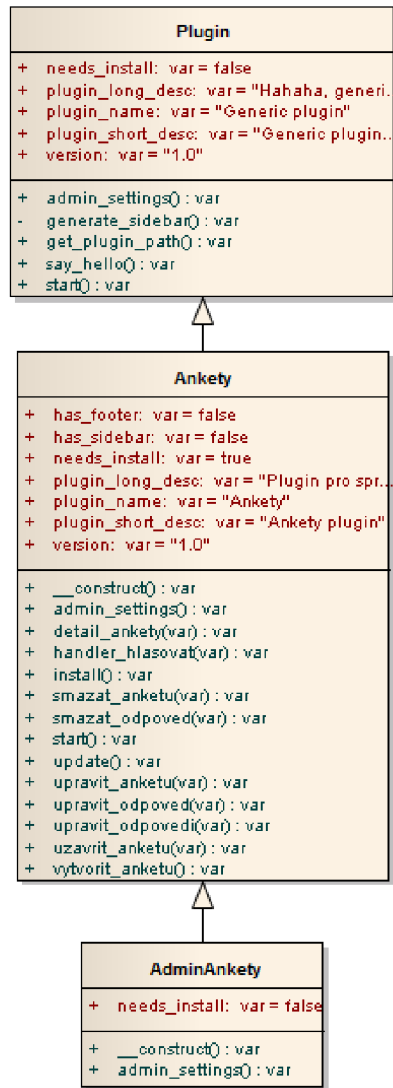 Plugin
+ needs_install: var = false
+ plugin_long_desc: var = "Hahaha, generi...
+ plugin_name: var = "Generic plugin"
+ plugin_short_desc: var = "Generic plugin...
+ version: var = "1.0"
+ admin_settings() : var
- generate_sidebar() : var
+ get_plugin_path() : var
+ say_hello() : var
+ start() : var
Ankety
+ has_footer: var = false
+ has_sidebar: var = false
+ needs_install: var = true
+ plugin_long_desc: var = "Plugin pro spr...
+ plugin_name: var = "Ankety"
+ plugin_short_desc: var = "Ankety plugin"
+ version: var = "1.0"
+ __construct() : var
+ admin_settings() : var
+ detail_ankety(var) : var
+ handler_hlasovat(var) : var
+ install() : var
+ smazat_anketu(var) : var
+ smazat_odpoved(var) : var
+ start() : var
+ update() : var
+ upravit_anketu(var) : var
+ upravit_odpoved(var) : var
+ upravit_odpovedi(var) : var
+ uzavrit_anketu(var) : var
+ vytvorit_anketu() : var
AdminAnkety
+ needs_install: var = false
+ __construct() : var
+ admin_settings() : var